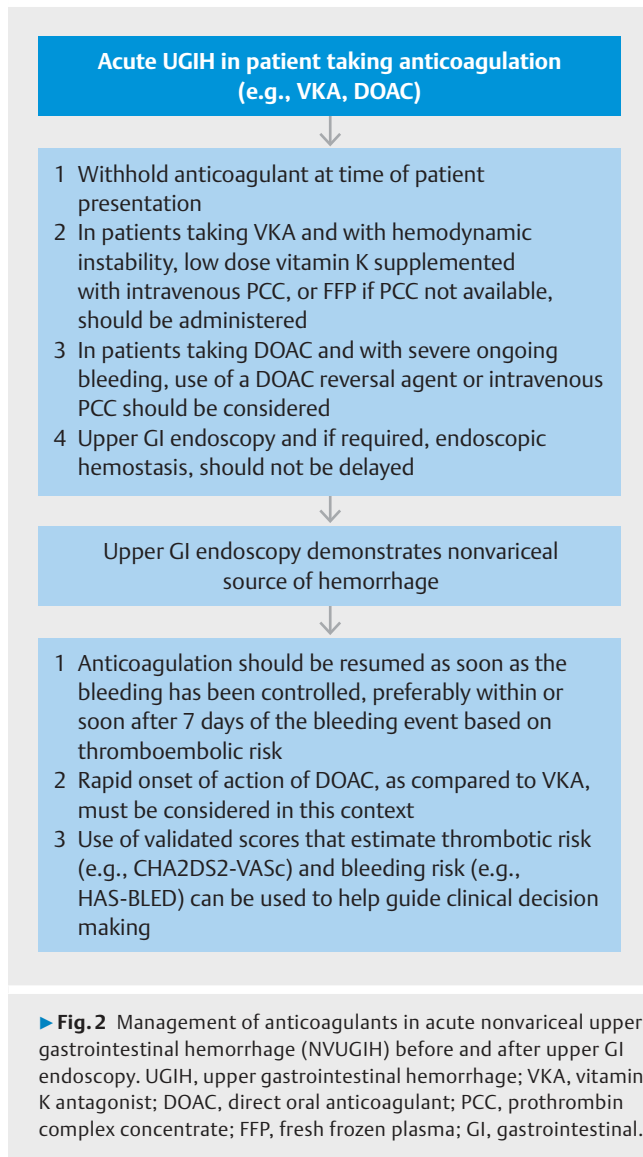 Acute UGIH in patient taking anticoagulation
(e.g., VKA, DOAC)
1 Withhold anticoagulant at time of patient
presentation
2 In patients taking VKA and with hemodynamic
instability, low dose vitamin K supplemented
with intravenous PCC, or FFP if PCC not available,
should be administered
3 In patients taking DOAC and with severe ongoing
bleeding, use of a DOAC reversal agent or intravenous
PCC should be considered
4 Upper GI endoscopy and if required, endoscopic
hemostasis, should not be delayed
Upper GI endoscopy demonstrates nonvariceal
source of hemorrhage
1 Anticoagulation should be resumed as soon as the
bleeding has been controlled, preferably within or
soon after 7 days of the bleeding event based on
thromboembolic risk
2 Rapid onset of action of DOAC, as compared to VKA,
must be considered in this context
3 Use of validated scores that estimate thrombotic risk
(e.g., CHA2DS2-VASc) and bleeding risk (e.g.,
HAS-BLED) can be used to help guide clinical decision
making
▶ Fig. 2 Management of anticoagulants in acute nonvariceal upper
gastrointestinal hemorrhage (NVUGIH) before and after upper GI
endoscopy. UGIH, upper gastrointestinal hemorrhage; VKA, vitamin
K antagonist; DOAC, direct oral anticoagulant; PCC, prothrombin
complex concentrate; FFP, fresh frozen plasma; GI, gastrointestinal.